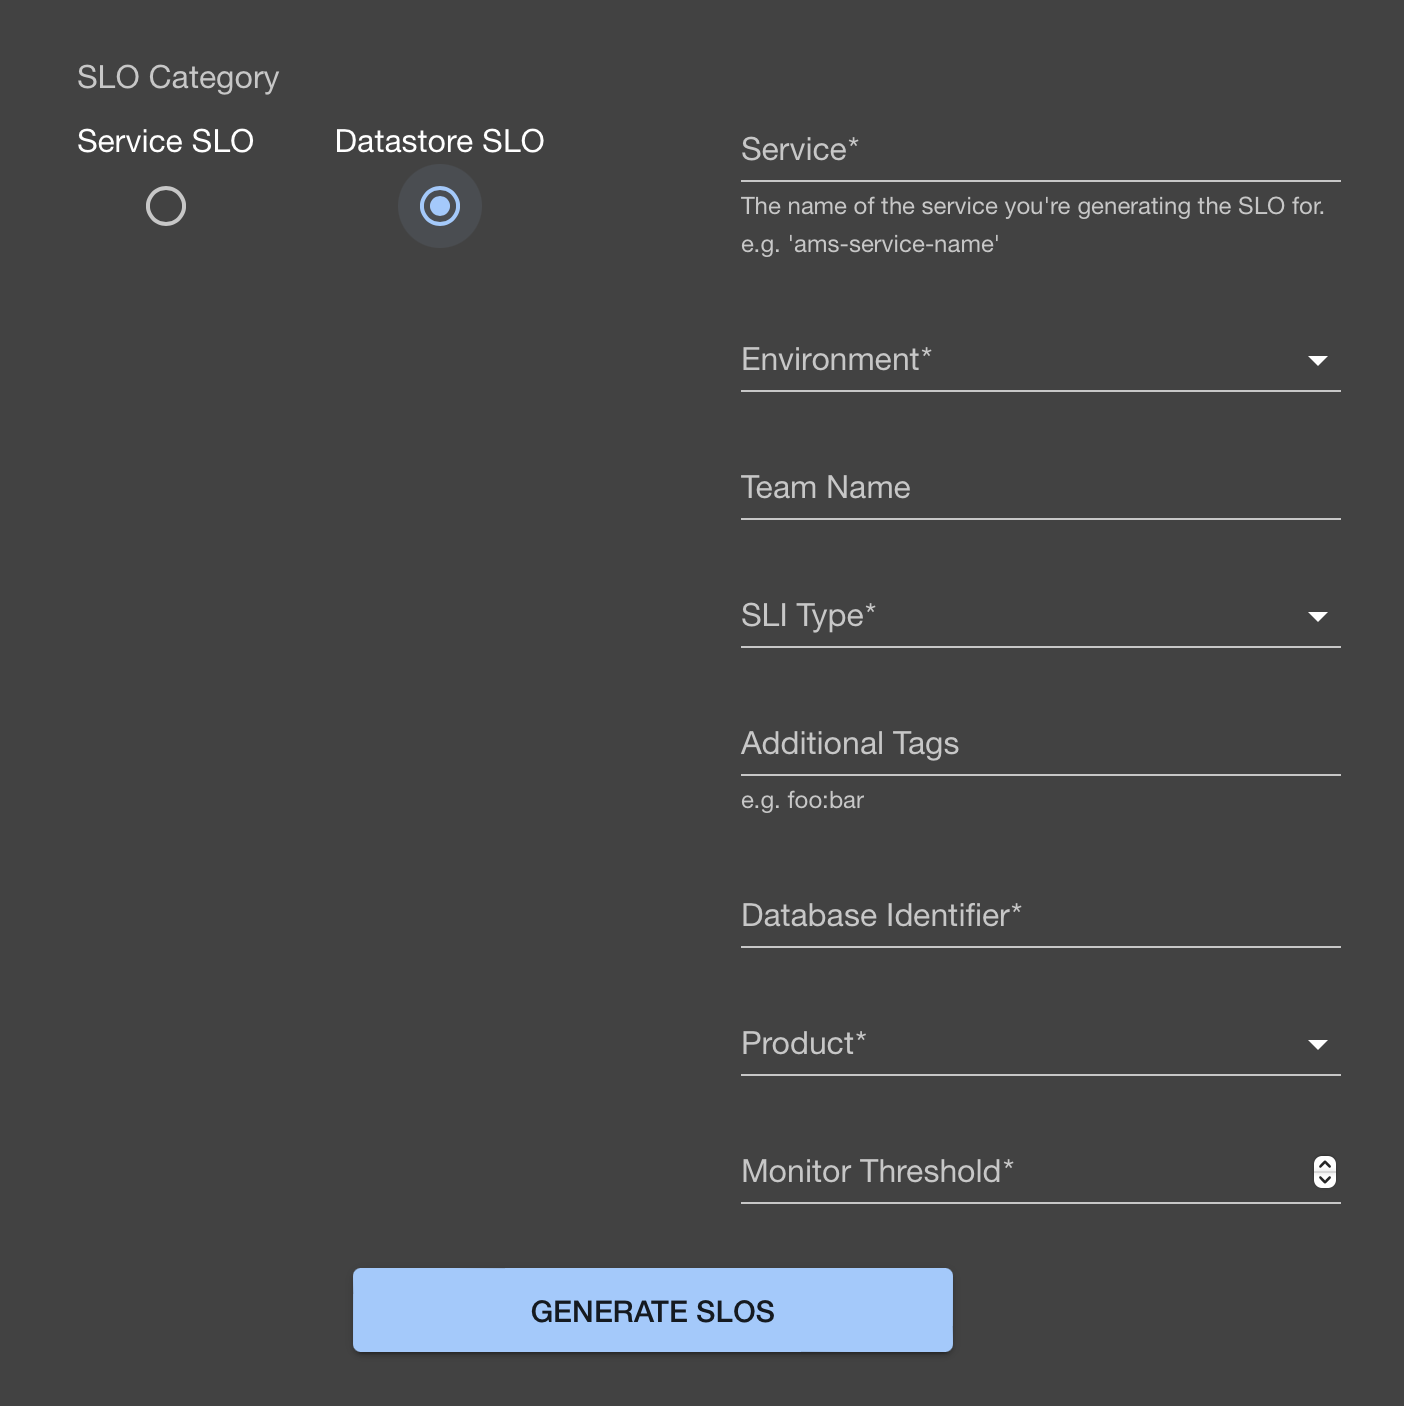 SLO Category
Service SLO
Datastore SLO
Service*
The name of the service you're generating the SLO for.
e.g. 'ams-service-name'
Environment*
Team Name
SLI Type*
Additional Tags
e.g. foo:bar
Database Identifier*
Product*
Monitor Threshold*
GENERATE SLOS